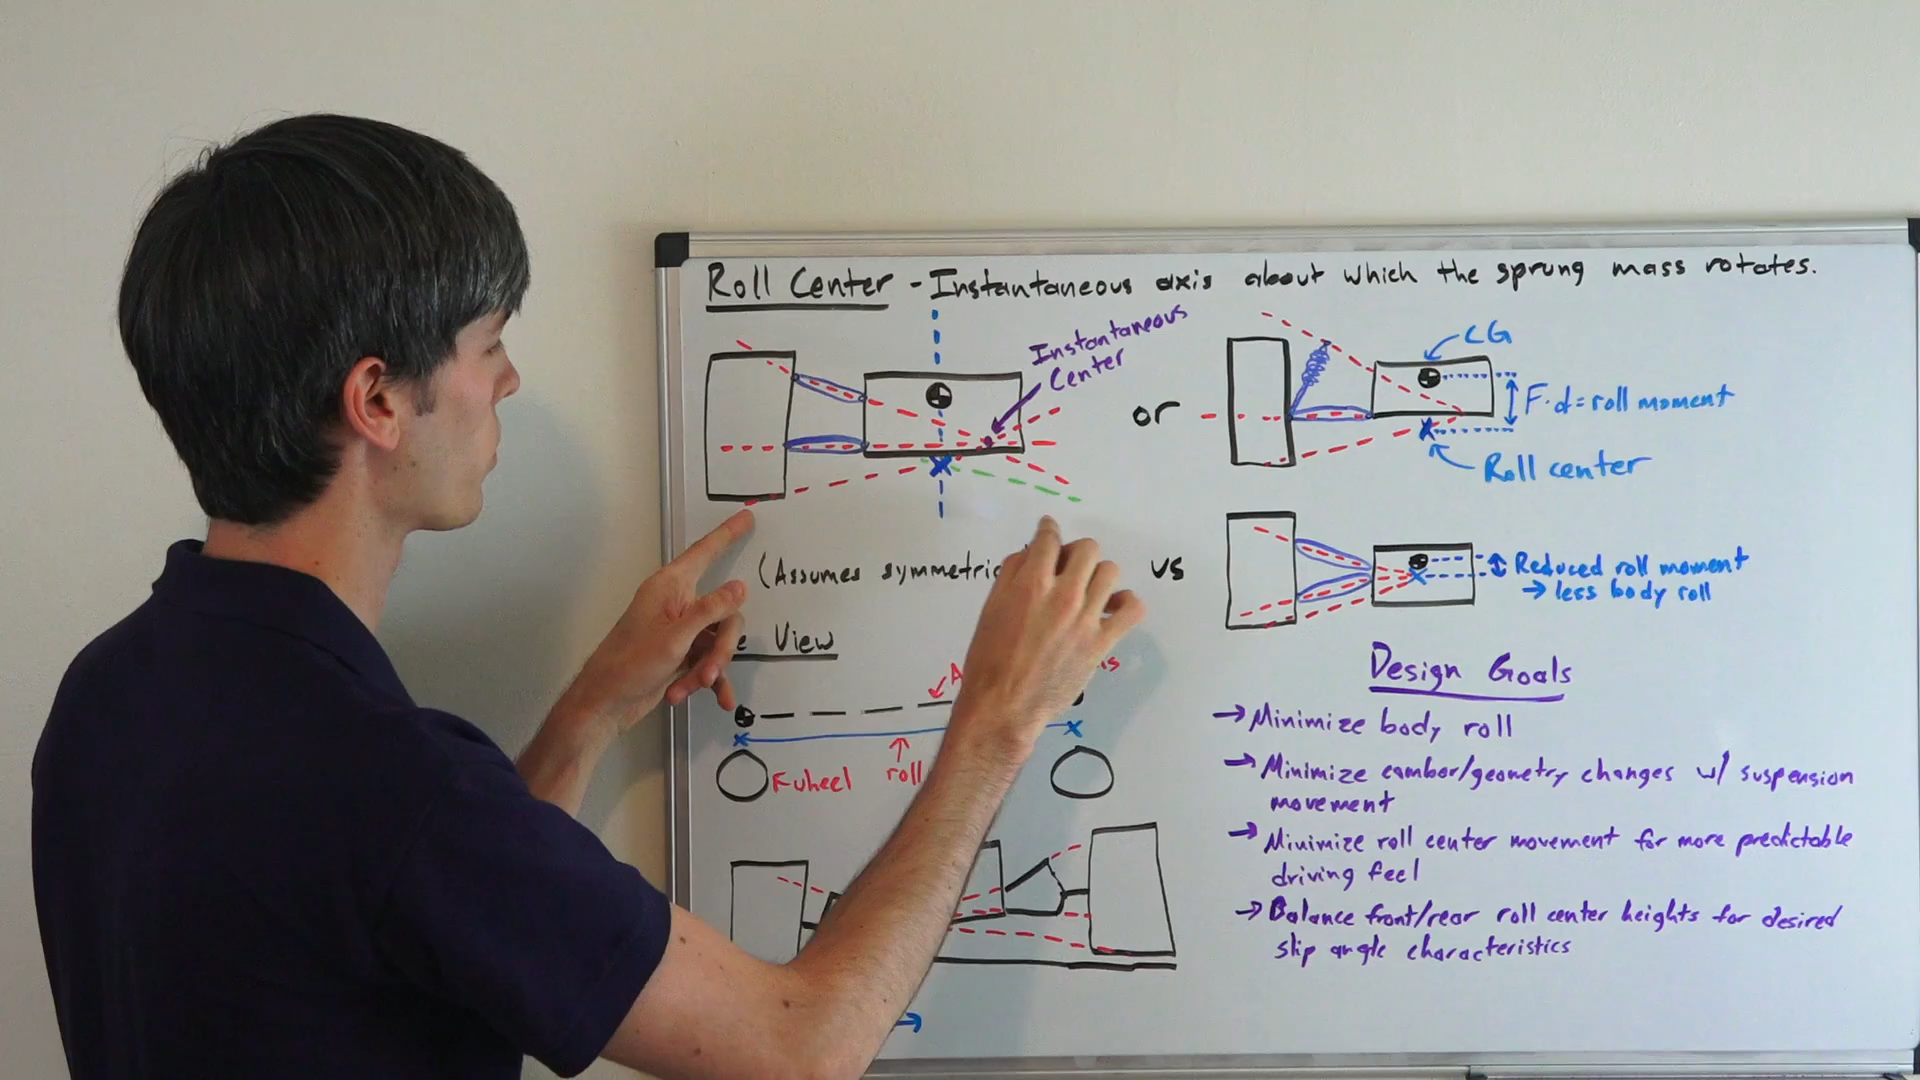 Roll Center - Instantaneous axis about which the sprung mass rotates.
Instantaneous
Center
or
CG
F·d = roll moment
Roll center
(Assumes symmetric
vs
Reduced roll moment
→ less body roll
View
F wheel
roll
Design Goals
→ Minimize body roll
→ Minimize cambor/geometry changes w/ suspension
movement
→ Minimize roll center movement for more predictable
driving feel
→ Balance front/rear roll center heights for desired
slip angle characteristics